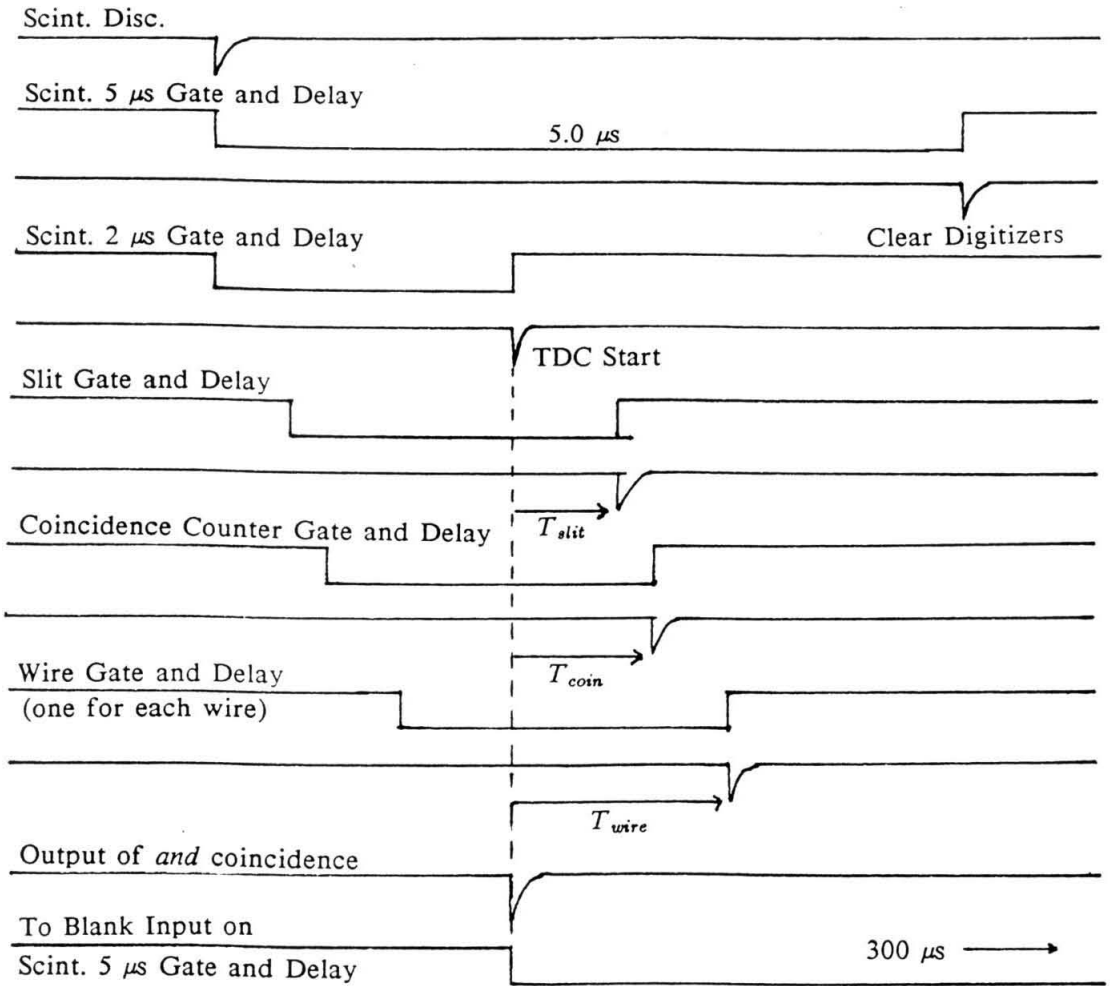 Scint. Disc.
Scint. 5 μs Gate and Delay
5.0 μs
Scint. 2 μs Gate and Delay
Clear Digitizers
TDC Start
Slit Gate and Delay
T_slit
Coincidence Counter Gate and Delay
T_coin
Wire Gate and Delay
(one for each wire)
T_wire
Output of and coincidence
To Blank Input on
300 μs
Scint. 5 μs Gate and Delay